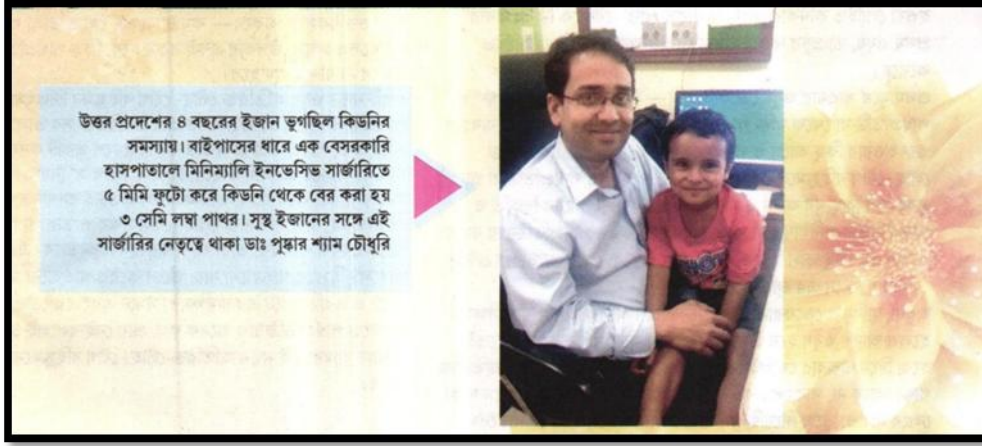 উত্তর প্রদেশের ৪ বছরের ইজান ভুগছিল কিডনির
সমস্যায়। বাইপাসের ধারে এক বেসরকারি
হাসপাতালে মিনিম্যালি ইনভেসিভ সার্জারিতে
৫ মিমি ফুটো করে কিডনি থেকে বের করা হয়
৩ সেমি লম্বা পাথর। সুস্থ ইজানের সঙ্গে এই
সার্জারির নেতৃত্বে থাকা ডাঃ পুষ্কার শ্যাম চৌধুরি